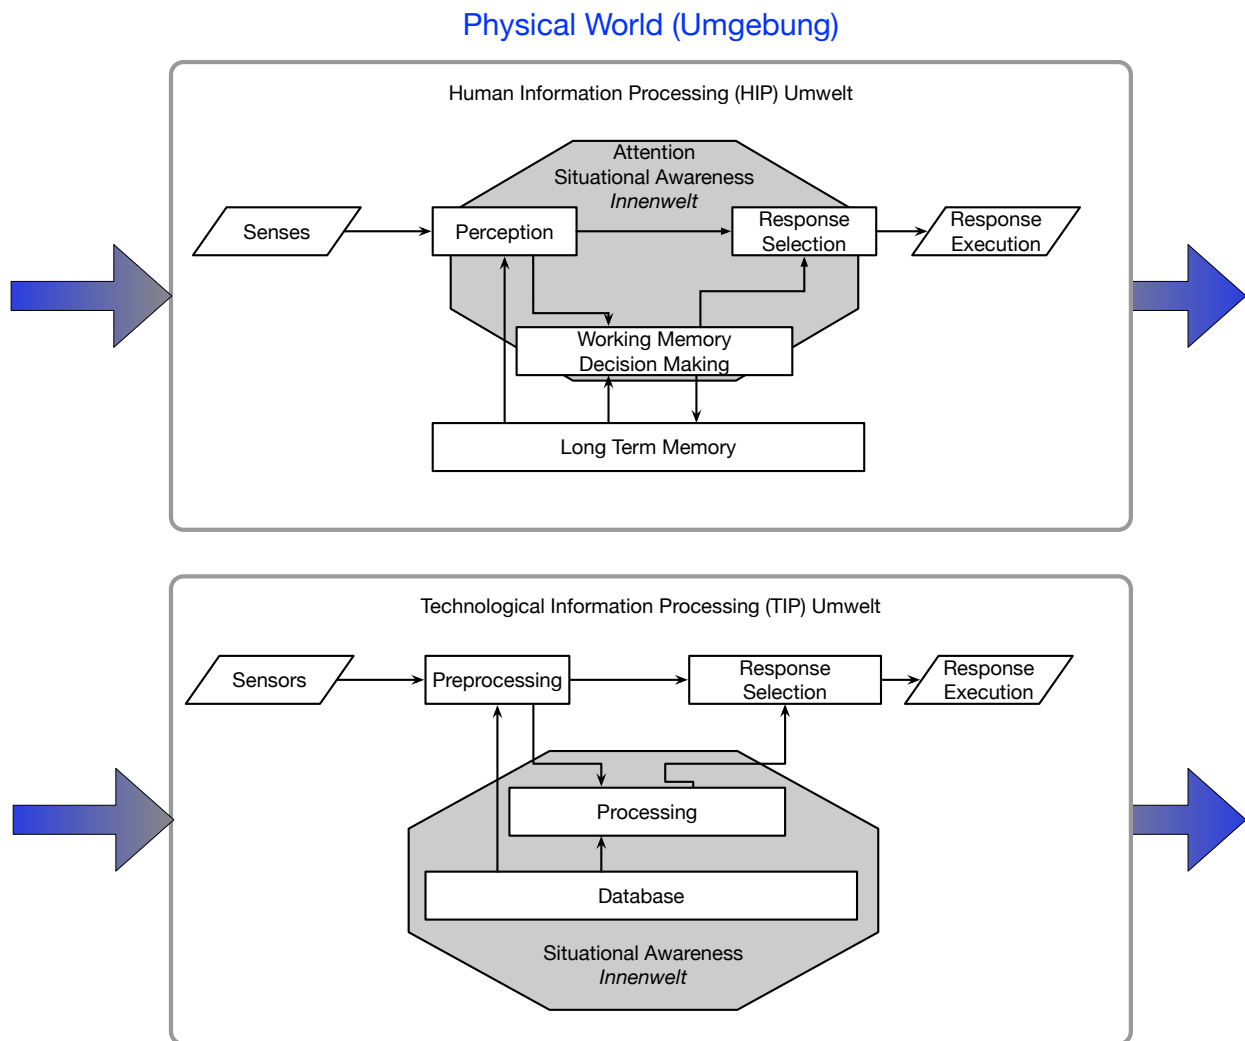 Physical World (Umgebung)
Human Information Processing (HIP) Umwelt
Attention
Situational Awareness
Innenwelt
Senses
Perception
Response
Selection
Response
Execution
Working Memory
Decision Making
Long Term Memory
Technological Information Processing (TIP) Umwelt
Sensors
Preprocessing
Response
Selection
Response
Execution
Processing
Database
Situational Awareness
Innenwelt